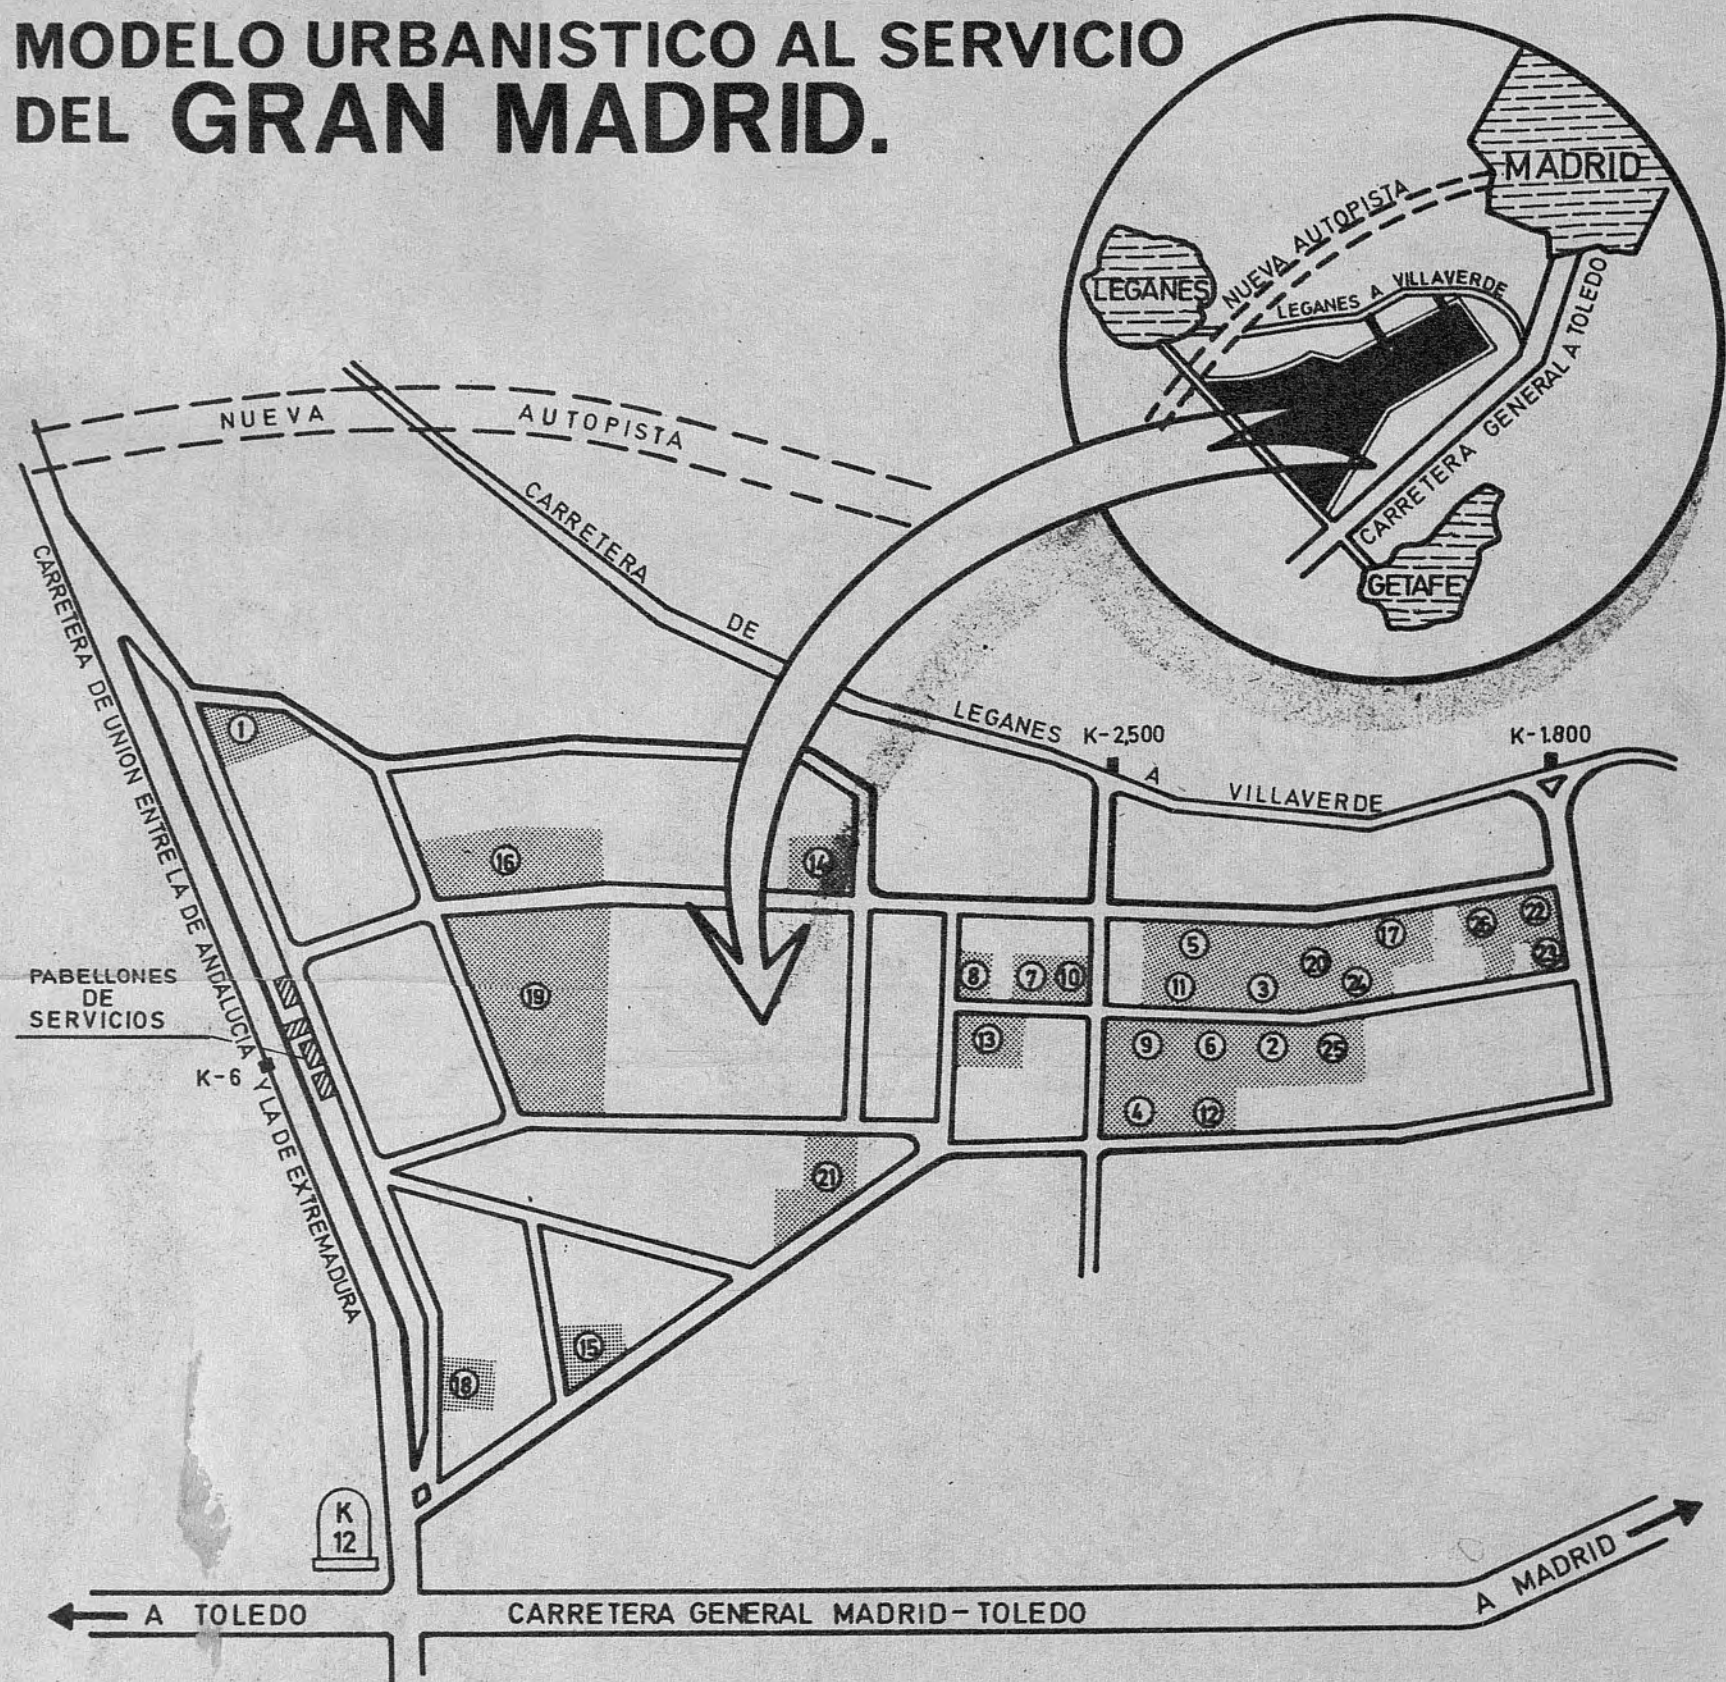 MODELO URBANISTICO AL SERVICIO
DEL GRAN MADRID.
MADRID
NUEVA AUTOPISTA
LEGANES
LEGANES A VILLAVERDE
CARRETERA GENERAL A TOLEDO
GETAFE
NUEVA AUTOPISTA
CARRETERA DE LEGANES A VILLAVERDE
K-2,500
K-1.800
CARRETERA DE UNION ENTRE LA DE ANDALUCIA Y LA DE EXTREMADURA
1
16
14
5
17
26
22
23
20
24
11
3
8
7
10
19
13
9
6
2
25
4
12
PABELLONES
DE
SERVICIOS
K-6
21
15
18
K
12
A TOLEDO
CARRETERA GENERAL MADRID-TOLEDO
A MADRID